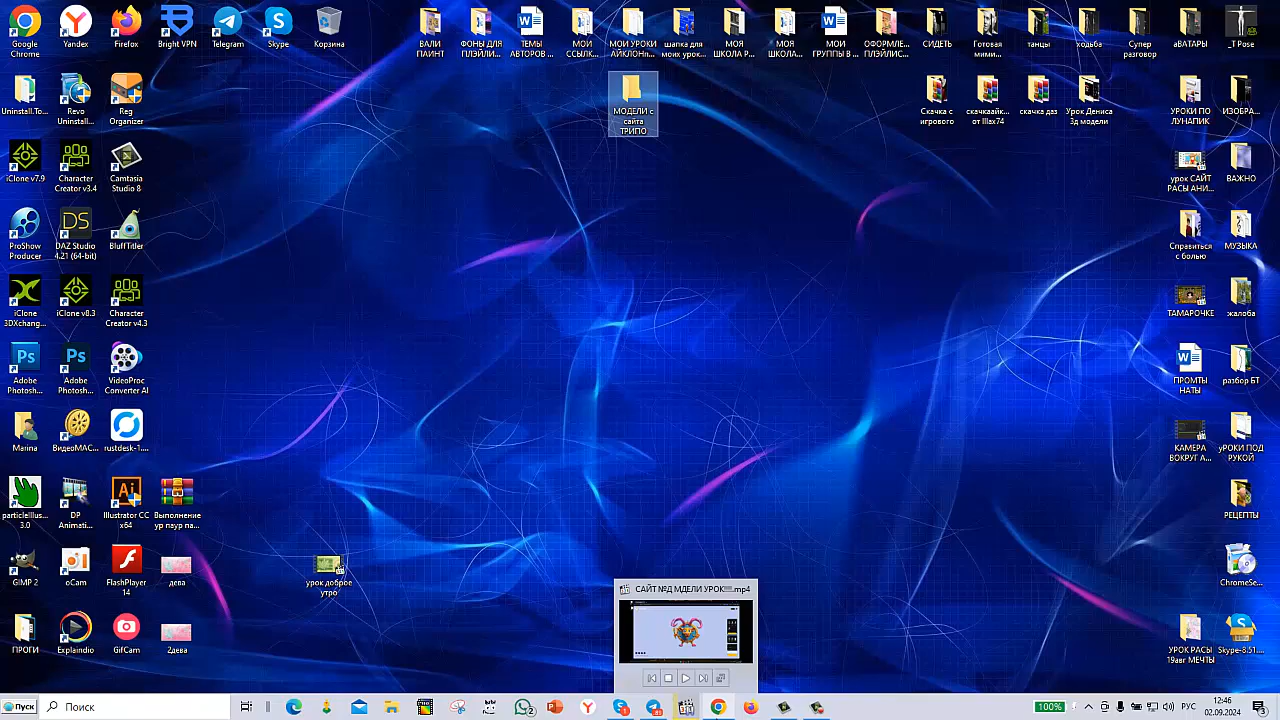 Google
Chrome
Yandex
Firefox
Bright VPN
Telegram
Skype
Корзина
ВАЛИ
ПАИНТ
ФОНЫ ДЛЯ
ПЛЭЙЛИ...
ТЕМЫ
АВТОРОВ ...
МОИ
ССЫЛК...
МОИ УРОКИ
АЙКЛОНп...
шапка для
моих урок...
МОЯ
ШКОЛА Р...
МОЯ
ШКОЛА...
МОИ
ГРУППЫ В ...
ОФОРМЛЕ...
ПЛЭЙЛИС...
СИДЕТЬ
Готовая
мими...
танцы
ходьба
Супер
разговор
аВАТАРЫ
_T Pose
Uninstall.To...
Revo
Uninstall...
Reg
Organizer
МОДЕЛИ с
сайта
ТРИПО
Скачка с
игрового
скачкаайк...
от Illax74
скачка даз
Урок Дениса
3д модели
УРОКИ ПО
ЛУНАПИК
ИЗОБРА...
iClone v7.9
Character
Creator v3.4
Camtasia
Studio 8
урок САЙТ
РАСЫ АНИ...
ВАЖНО
ProShow
Producer
DAZ Studio
4.21 (64-bit)
BluffTitler
Справиться
с болью
МУЗЫКА
iClone
3DXchang...
iClone v8.3
Character
Creator v4.3
ТАМАРОЧКЕ
жалоба
Adobe
Photosh...
Adobe
Photosh...
VideoProc
Converter AI
ПРОМТЫ
НАТЫ
разбор БТ
Marina
ВидеоМАС...
rustdesk-1....
КАМЕРА
ВОКРУГ А...
уРОКИ ПОД
РУКОЙ
particleIllus...
3.0
DP
Animati...
Illustrator CC
x64
Выполнение
ур паур па...
РЕЦЕПТЫ
GIMP 2
oCam
FlashPlayer
14
дева
урок доброе
утро
ChromeSe...
САЙТ №Д МДЕЛИ УРОК!!!!.mp4
Explaindio
GifCam
2дева
УРОК РАСЫ
Флаг МЕЧТЫ
Skype-8.51....
Пуск
Поиск
100%
РУС
12:46
02.09.2024